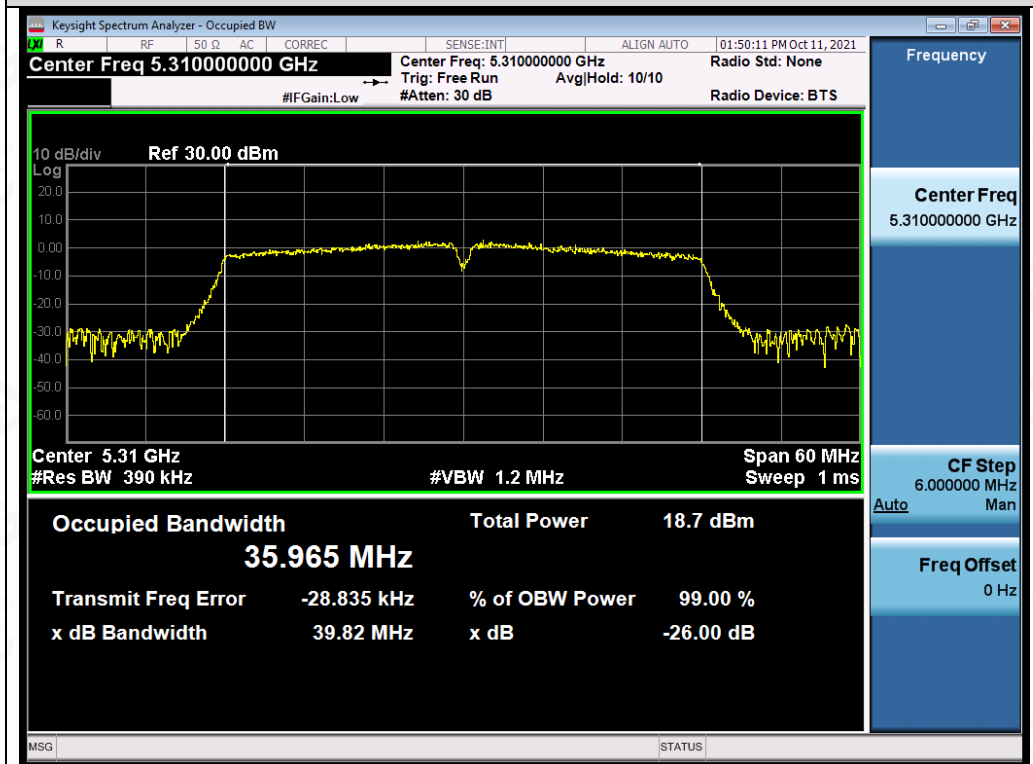 Keysight Spectrum Analyzer - Occupied BW
LXI R RF 50 Ω AC CORREC SENSE:INT ALIGN AUTO 01:50:11 PM Oct 11, 2021
Center Freq 5.310000000 GHz
Center Freq: 5.310000000 GHz
Radio Std: None
Trig: Free Run Avg|Hold: 10/10
#IFGain:Low
#Atten: 30 dB
Radio Device: BTS
10 dB/div Ref 30.00 dBm
Log
20.0
10.0
0.00
-10.0
-20.0
-30.0
-40.0
-50.0
-60.0
Center 5.31 GHz
Span 60 MHz
#Res BW 390 kHz
#VBW 1.2 MHz
Sweep 1 ms
Occupied Bandwidth
Total Power 18.7 dBm
35.965 MHz
Transmit Freq Error -28.835 kHz
% of OBW Power 99.00 %
x dB Bandwidth 39.82 MHz
x dB -26.00 dB
Frequency
Center Freq
5.310000000 GHz
CF Step
6.000000 MHz
Auto Man
Freq Offset
0 Hz
MSG
STATUS